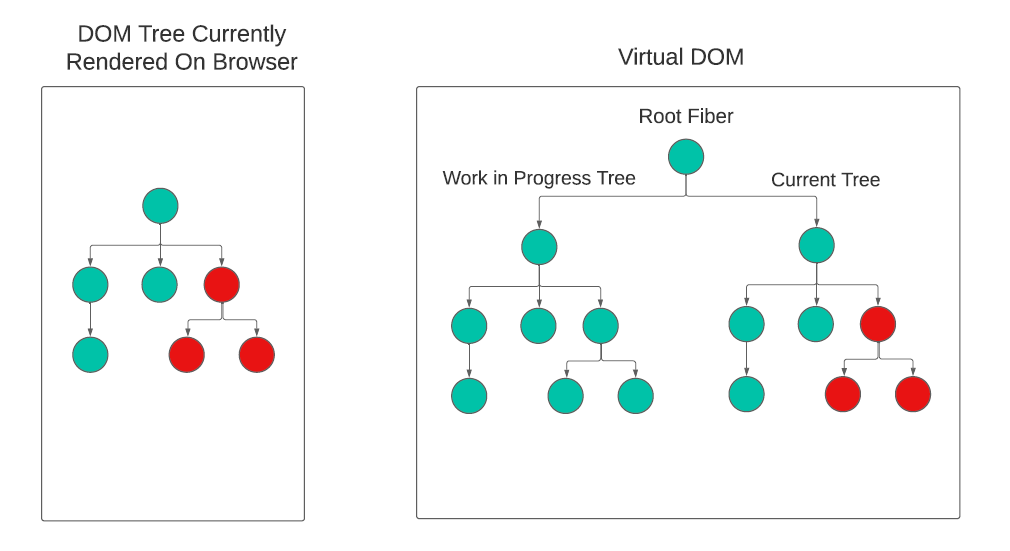 DOM Tree Currently
Rendered On Browser
Virtual DOM
Root Fiber
Work in Progress Tree
Current Tree